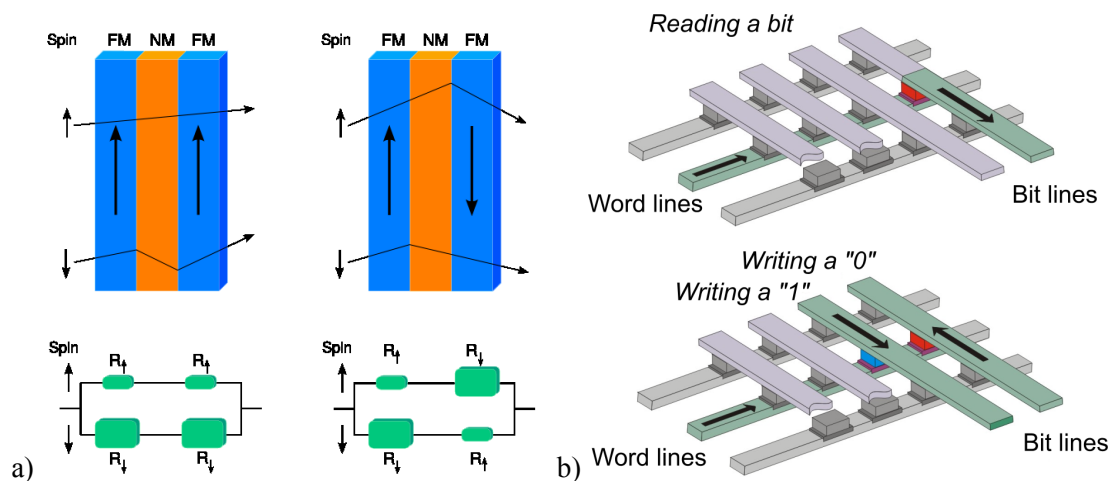 Spin FM NM FM
Spin FM NM FM
Spin
R↑ R↑
R↓ R↓
Spin
R↑ R↓
R↓ R↑
a)
Reading a bit
Word lines
Bit lines
Writing a "0"
Writing a "1"
Word lines
Bit lines
b)